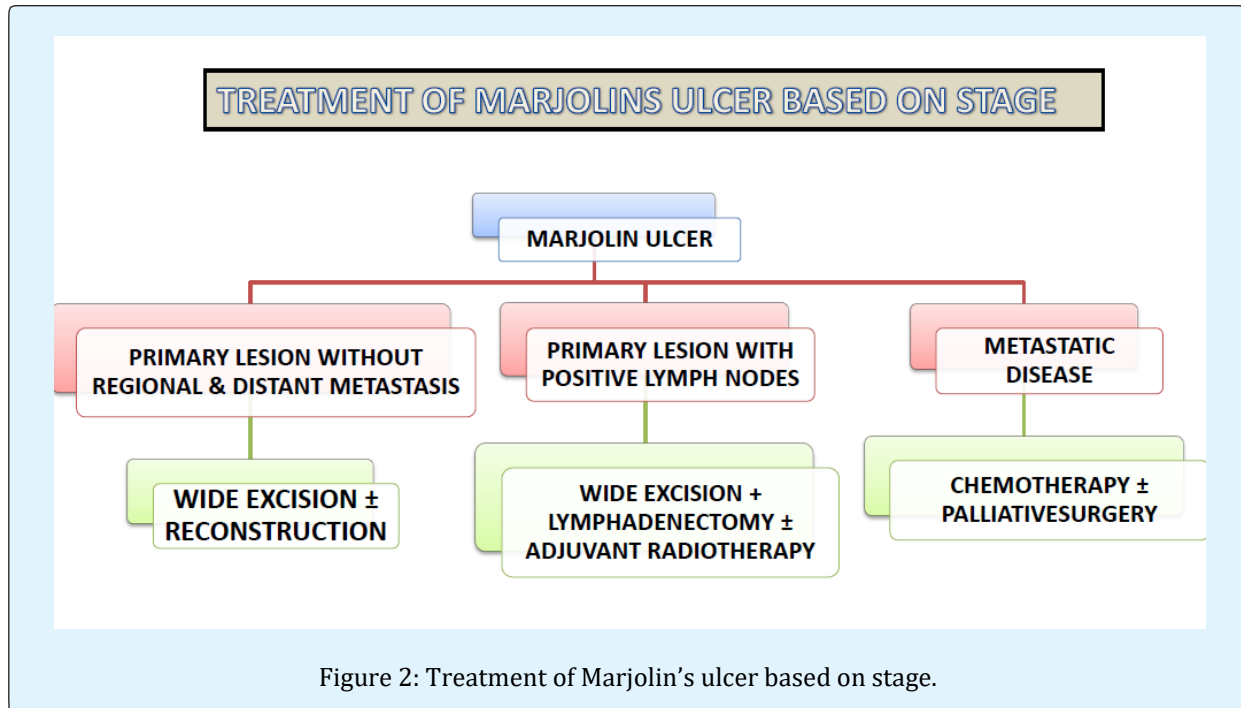 TREATMENT OF MARJOLINS ULCER BASED ON STAGE
MARJOLIN ULCER
PRIMARY LESION WITHOUT
REGIONAL & DISTANT METASTASIS
PRIMARY LESION WITH
POSITIVE LYMPH NODES
METASTATIC
DISEASE
WIDE EXCISION ±
RECONSTRUCTION
WIDE EXCISION +
LYMPHADENECTOMY ±
ADJUVANT RADIOTHERAPY
CHEMOTHERAPY ±
PALLIATIVESURGERY
Figure 2: Treatment of Marjolin’s ulcer based on stage.